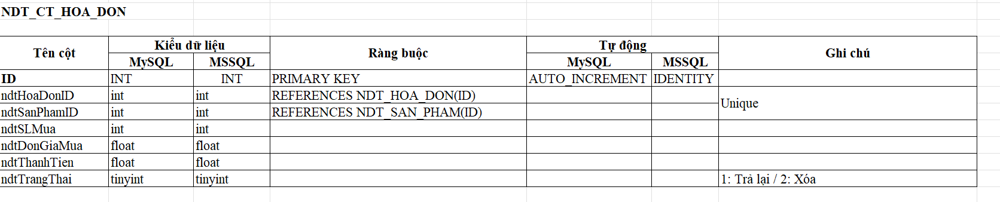 NDT_CT_HOA_DON
Tên cột Kiểu dữ liệu Ràng buộc Tự động Ghi chú
MySQL MSSQL MySQL MSSQL
ID INT INT PRIMARY KEY AUTO_INCREMENT IDENTITY
ndtHoaDonID int int REFERENCES NDT_HOA_DON(ID) Unique
ndtSanPhamID int int REFERENCES NDT_SAN_PHAM(ID)
ndtSLMua int int
ndtDonGiaMua float float
ndtThanhTien float float
ndtTrangThai tinyint tinyint 1: Trả lại / 2: Xóa